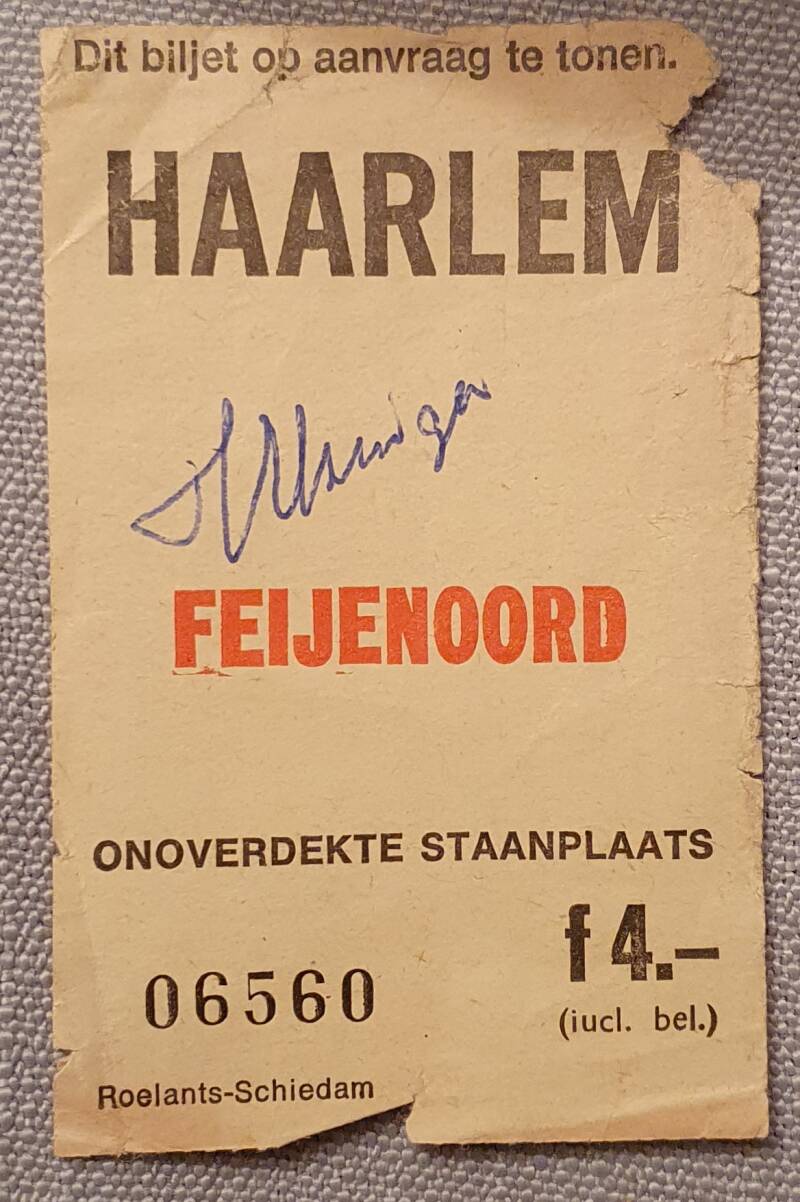 Dit biljet op aanvraag te tonen.
HAARLEM
FEIJENOORD
ONOVERDEKTE STAANPLAATS
f 4.–
06560
(iucl. bel.)
Roelants-Schiedam